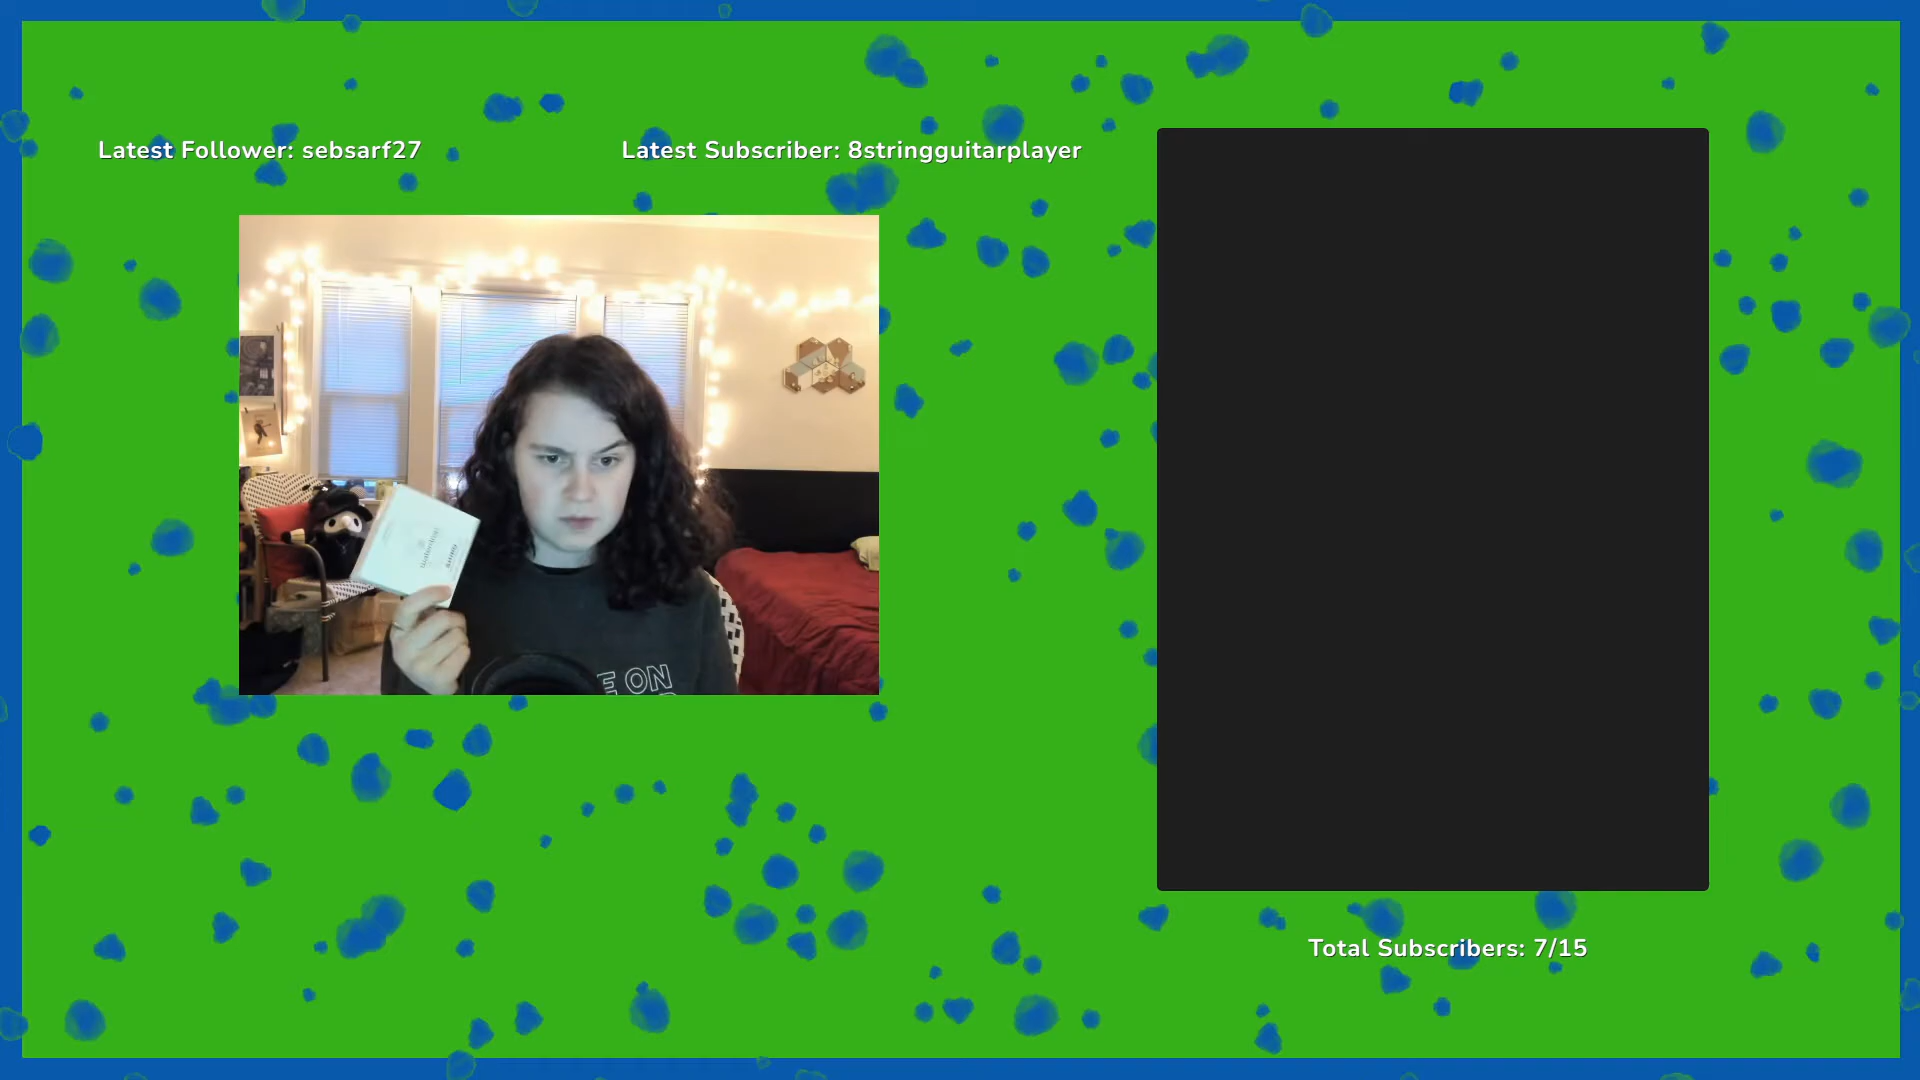 Latest Follower: sebsarf27
Latest Subscriber: 8stringguitarplayer
E ON
Total Subscribers: 7/15